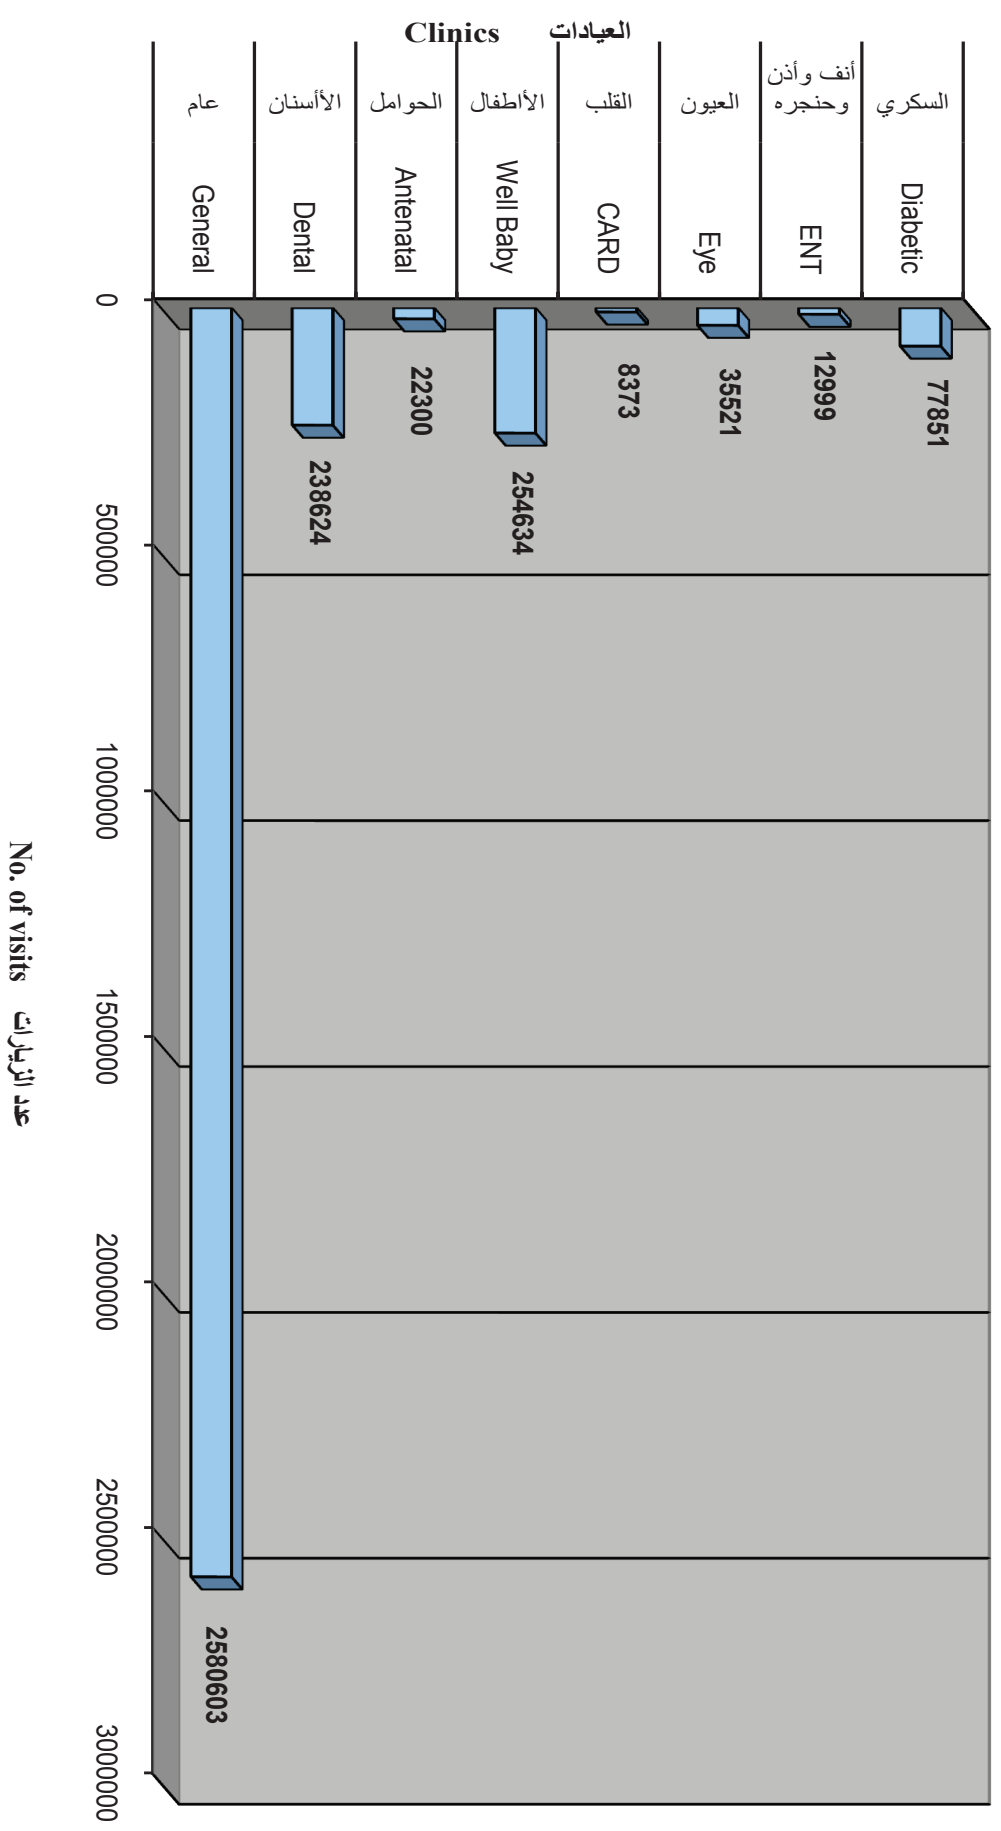 Clinics العيادات
السكري
Diabetic
77851
أنف وأذن
وحنجره
ENT
12999
العيون
Eye
35521
القلب
CARD
8373
الأأطفال
Well Baby
254634
الحوامل
Antenatal
22300
الأأسنان
Dental
238624
عام
General
2580603
0
500000
1000000
1500000
2000000
2500000
3000000
No. of visits عدد الزيارات